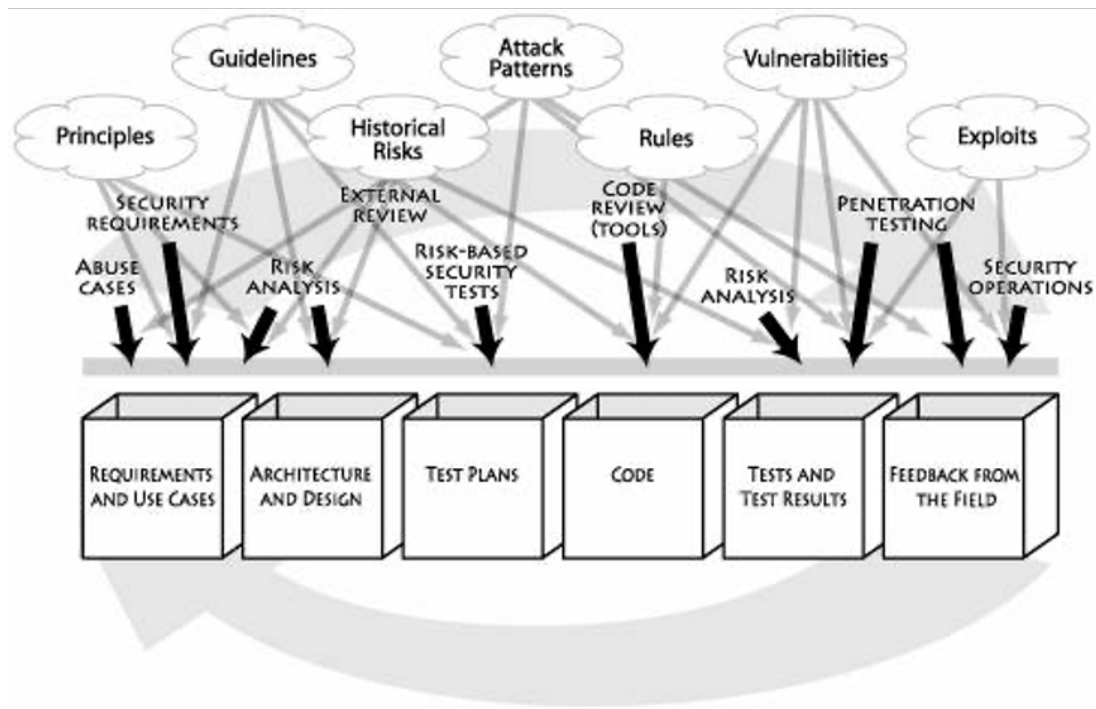 Guidelines
Attack
Patterns
Vulnerabilities
Principles
Historical
Risks
Rules
Exploits
SECURITY
REQUIREMENTS
EXTERNAL
REVIEW
CODE
REVIEW
(TOOLS)
PENETRATION
TESTING
ABUSE
CASES
RISK
ANALYSIS
RISK-BASED
SECURITY
TESTS
RISK
ANALYSIS
SECURITY
OPERATIONS
REQUIREMENTS
AND USE CASES
ARCHITECTURE
AND DESIGN
TEST PLANS
CODE
TESTS AND
TEST RESULTS
FEEDBACK FROM
THE FIELD